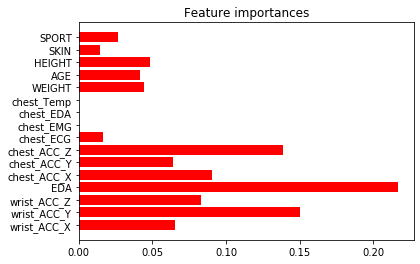 Feature importances
SPORT
SKIN
HEIGHT
AGE
WEIGHT
chest_Temp
chest_EDA
chest_EMG
chest_ECG
chest_ACC_Z
chest_ACC_Y
chest_ACC_X
EDA
wrist_ACC_Z
wrist_ACC_Y
wrist_ACC_X
0.00 0.05 0.10 0.15 0.20